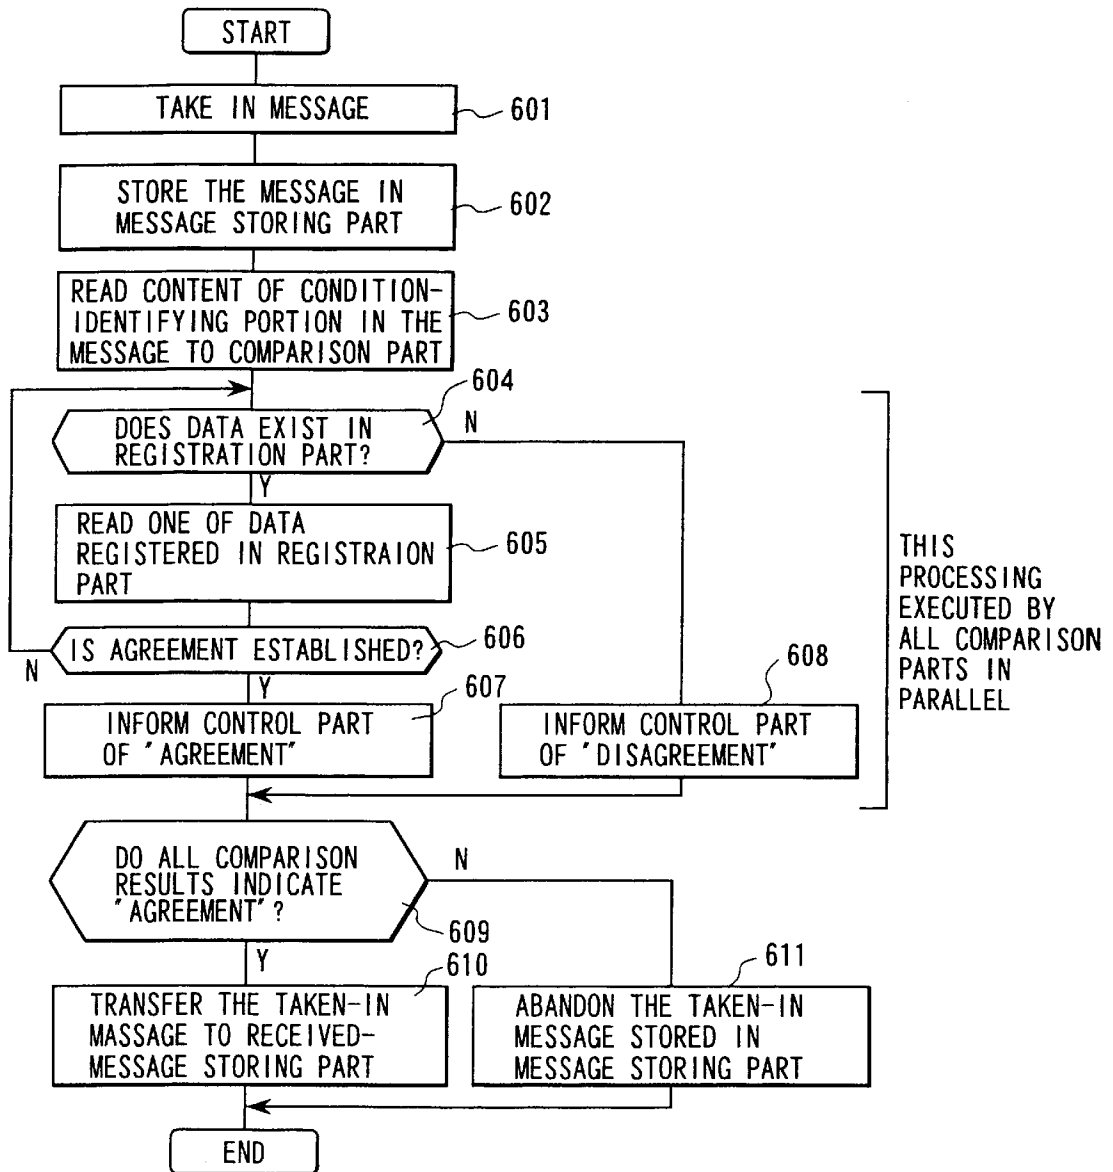 START
TAKE IN MESSAGE
601
STORE THE MESSAGE IN
MESSAGE STORING PART
602
READ CONTENT OF CONDITION-
IDENTIFYING PORTION IN THE
MESSAGE TO COMPARISON PART
603
604
DOES DATA EXIST IN
REGISTRATION PART?
N
Y
READ ONE OF DATA
REGISTERED IN REGISTRAION
PART
605
IS AGREEMENT ESTABLISHED?
606
N
Y
607
INFORM CONTROL PART
OF "AGREEMENT"
608
INFORM CONTROL PART
OF "DISAGREEMENT"
THIS
PROCESSING
EXECUTED BY
ALL COMPARISON
PARTS IN
PARALLEL
DO ALL COMPARISON
RESULTS INDICATE
"AGREEMENT"?
N
609
Y
610
TRANSFER THE TAKEN-IN
MASSAGE TO RECEIVED-
MESSAGE STORING PART
611
ABANDON THE TAKEN-IN
MESSAGE STORED IN
MESSAGE STORING PART
END